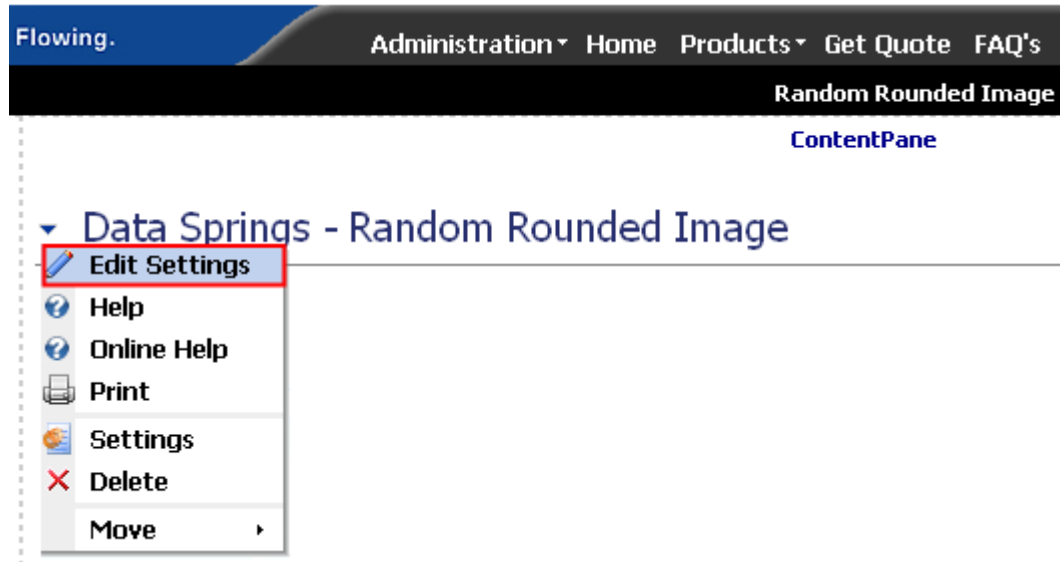 Flowing.
Administration Home Products Get Quote FAQ's
Random Rounded Image
ContentPane
Data Springs - Random Rounded Image
Edit Settings
Help
Online Help
Print
Settings
Delete
Move